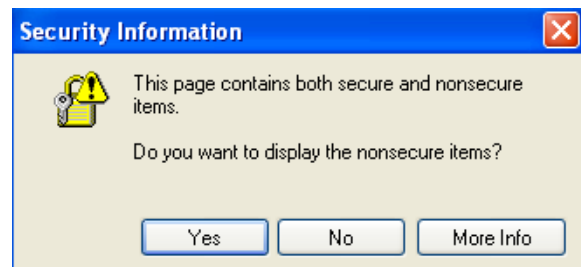 Security Information
This page contains both secure and nonsecure
items.
Do you want to display the nonsecure items?
Yes No More Info